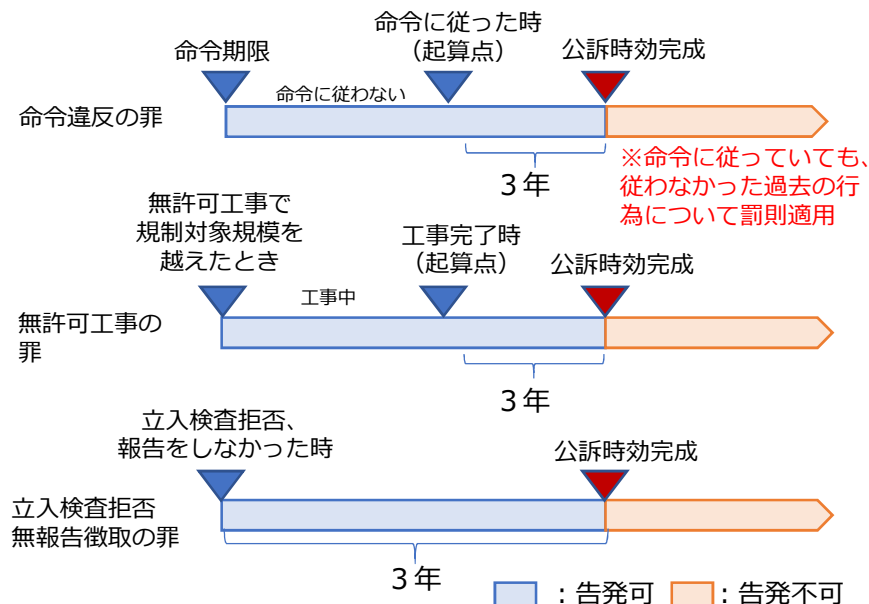 命令期限
命令に従った時
（起算点）
公訴時効完成
命令に従わない
命令違反の罪
３年
※命令に従っていても、
従わなかった過去の行
為について罰則適用
無許可工事で
規制対象規模を
越えたとき
工事完了時
（起算点）
公訴時効完成
工事中
無許可工事の
罪
３年
立入検査拒否、
報告をしなかった時
公訴時効完成
立入検査拒否
無報告徴取の罪
３年
：告発可
：告発不可